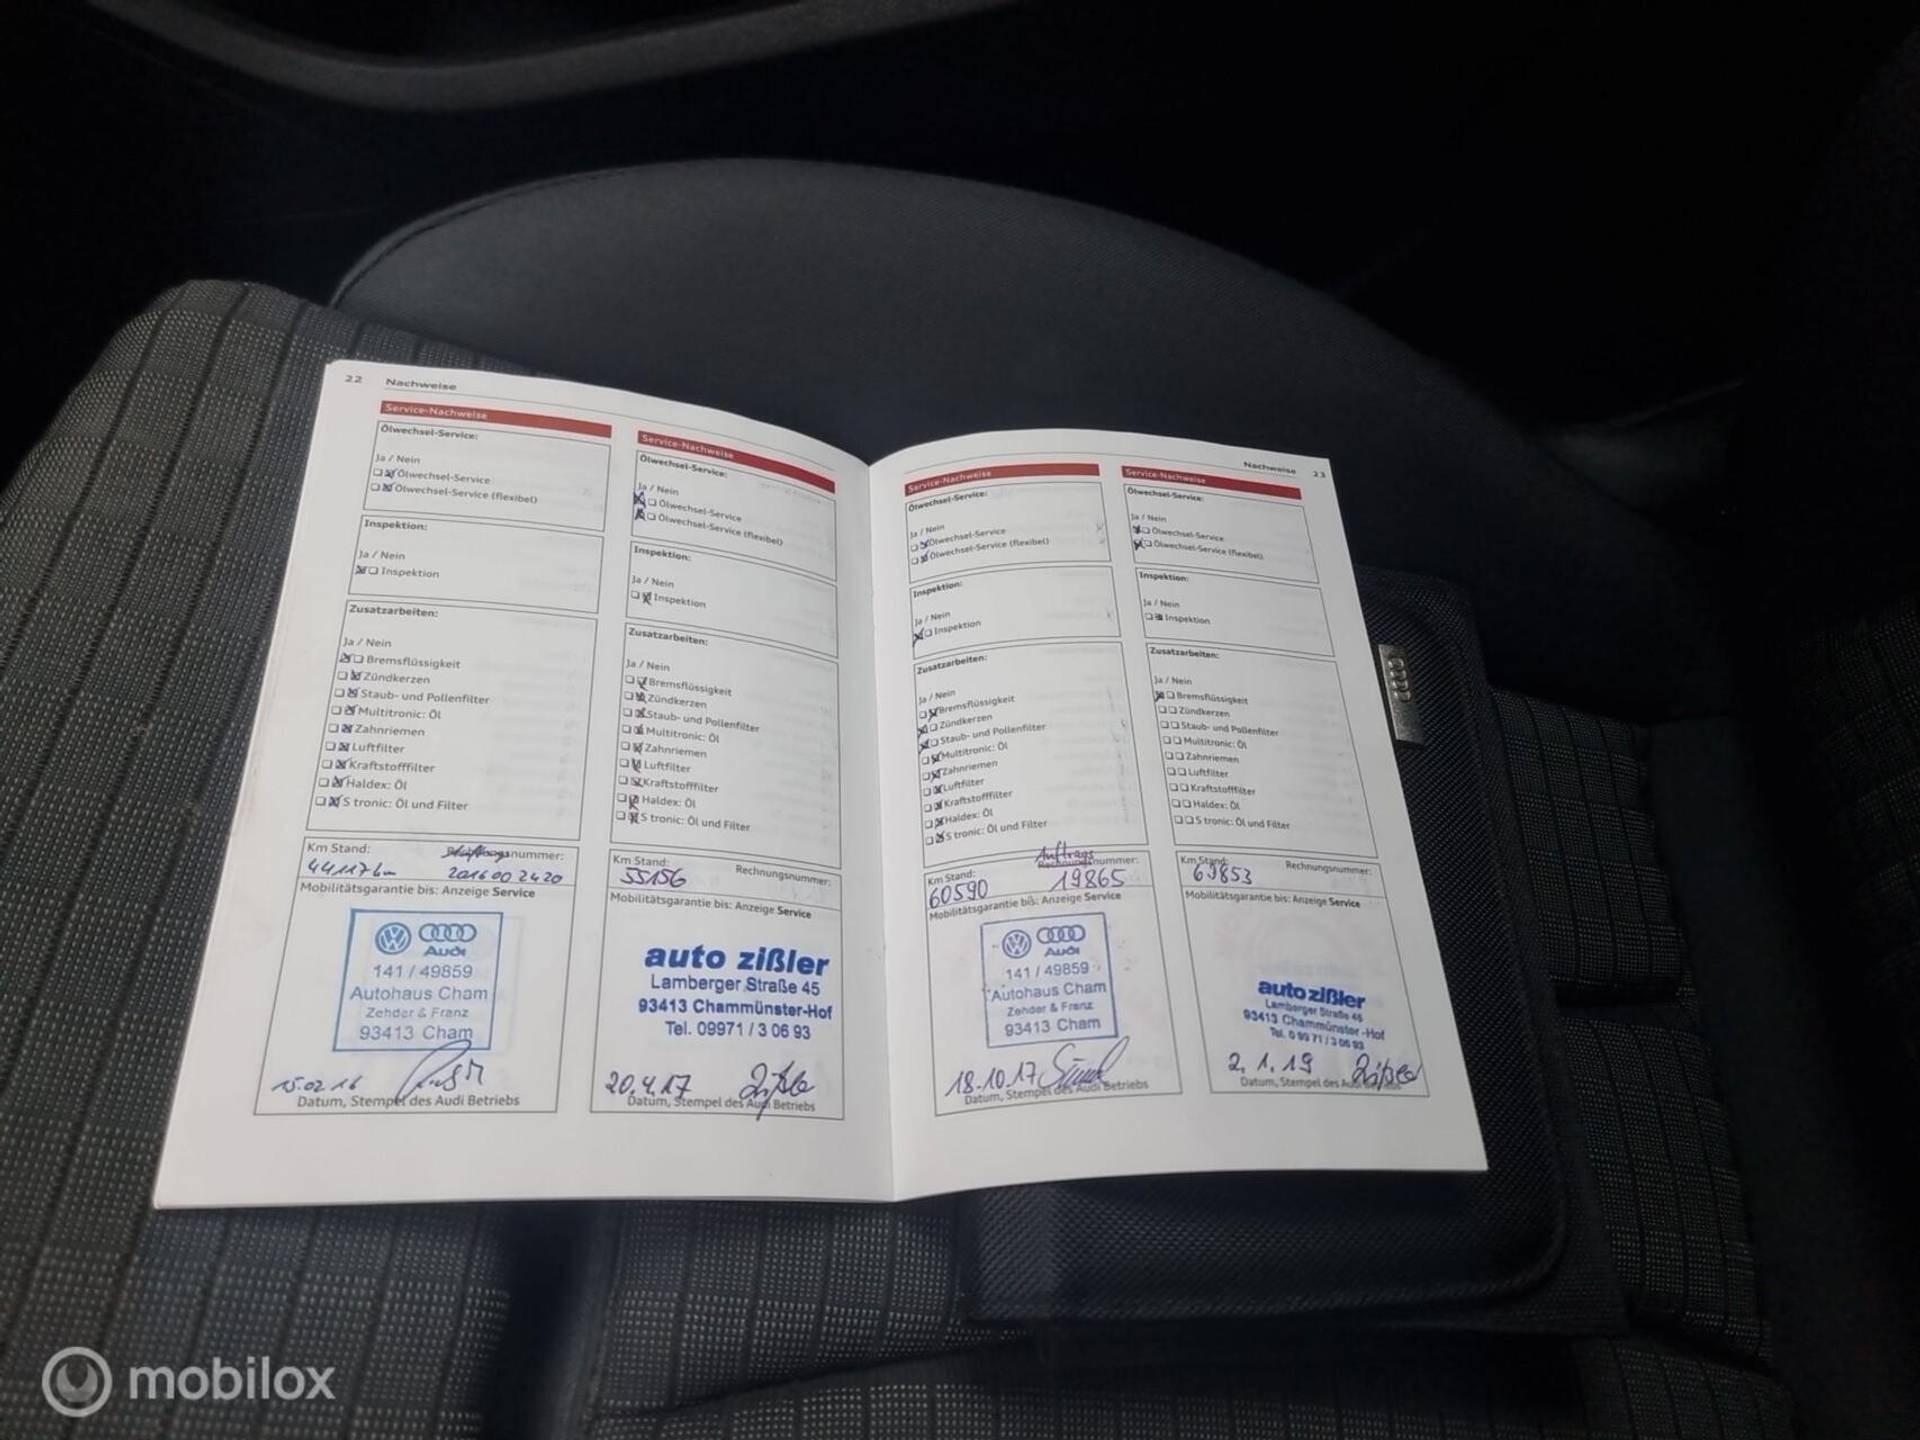 22 Nachweise
Service-Nachweise
Ölwechsel-Service:
Ja / Nein
Ölwechsel-Service
Ölwechsel-Service (flexibel)
Inspektion:
Ja / Nein
Inspektion
Zusatzarbeiten:
Ja / Nein
Bremsflüssigkeit
Zündkerzen
Staub- und Pollenfilter
Multitronic: Öl
Zahnriemen
Luftfilter
Kraftstofffilter
Haldex: Öl
S tronic: Öl und Filter
Km Stand: nummer:
44117 km 201600 2420
Mobilitätsgarantie bis: Anzeige Service
Audi
141 / 49859
Autohaus Cham
Zehder & Franz
93413 Cham
15.02.16
Datum, Stempel des Audi Betriebs
Service-Nachweise
Ölwechsel-Service:
Ja / Nein
Ölwechsel-Service
Ölwechsel-Service (flexibel)
Inspektion:
Ja / Nein
Inspektion
Zusatzarbeiten:
Ja / Nein
Bremsflüssigkeit
Zündkerzen
Staub- und Pollenfilter
Multitronic: Öl
Zahnriemen
Luftfilter
Kraftstofffilter
Haldex: Öl
S tronic: Öl und Filter
Km Stand: Rechnungsnummer:
55156
Mobilitätsgarantie bis: Anzeige Service
auto zißler
Lamberger Straße 45
93413 Chammünster-Hof
Tel. 09971 / 3 06 93
20.4.17
Datum, Stempel des Audi Betriebs
Nachweise 23
Service-Nachweise
Ölwechsel-Service:
Ja / Nein
Ölwechsel-Service
Ölwechsel-Service (flexibel)
Inspektion:
Ja / Nein
Inspektion
Zusatzarbeiten:
Ja / Nein
Bremsflüssigkeit
Zündkerzen
Staub- und Pollenfilter
Multitronic: Öl
Zahnriemen
Luftfilter
Kraftstofffilter
Haldex: Öl
S tronic: Öl und Filter
Auftrags
Km Stand: Rechnungsnummer:
60590 19865
Mobilitätsgarantie bis: Anzeige Service
Audi
141 / 49859
Autohaus Cham
Zehder & Franz
93413 Cham
18.10.17
Datum, Stempel des Audi Betriebs
Service-Nachweise
Ölwechsel-Service:
Ja / Nein
Ölwechsel-Service
Ölwechsel-Service (flexibel)
Inspektion:
Ja / Nein
Inspektion
Zusatzarbeiten:
Ja / Nein
Bremsflüssigkeit
Zündkerzen
Staub- und Pollenfilter
Multitronic: Öl
Zahnriemen
Luftfilter
Kraftstofffilter
Haldex: Öl
S tronic: Öl und Filter
Km Stand: Rechnungsnummer:
69853
Mobilitätsgarantie bis: Anzeige Service
auto zißler
Lamberger Straße 45
93413 Chammünster-Hof
Tel. 0 99 71 / 3 06 93
2.1.19
Datum, Stempel des Audi Betriebs
mobilox